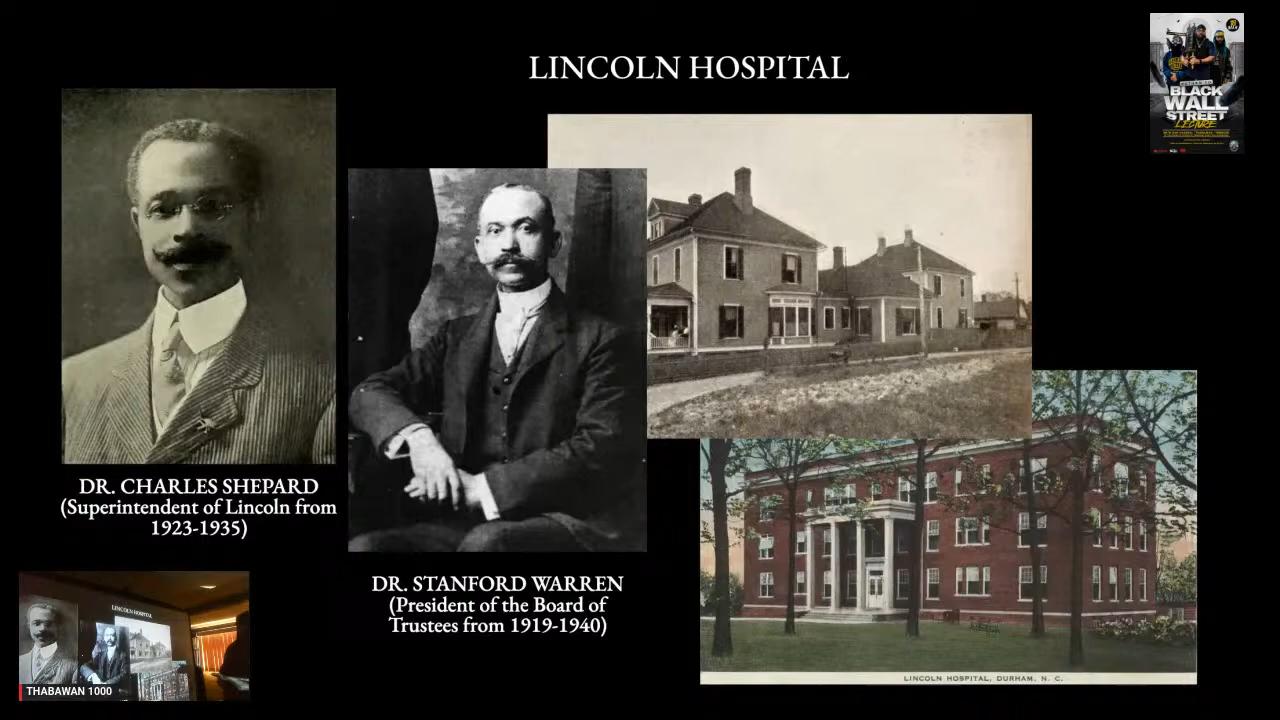 LINCOLN HOSPITAL
BLACK
WALL
STREET
LECTURE
DR. CHARLES SHEPARD
(Superintendent of Lincoln from
1923-1935)
DR. STANFORD WARREN
(President of the Board of
Trustees from 1919-1940)
LINCOLN HOSPITAL, DURHAM, N. C.
LINCOLN HOSPITAL
THABAWAN 1000